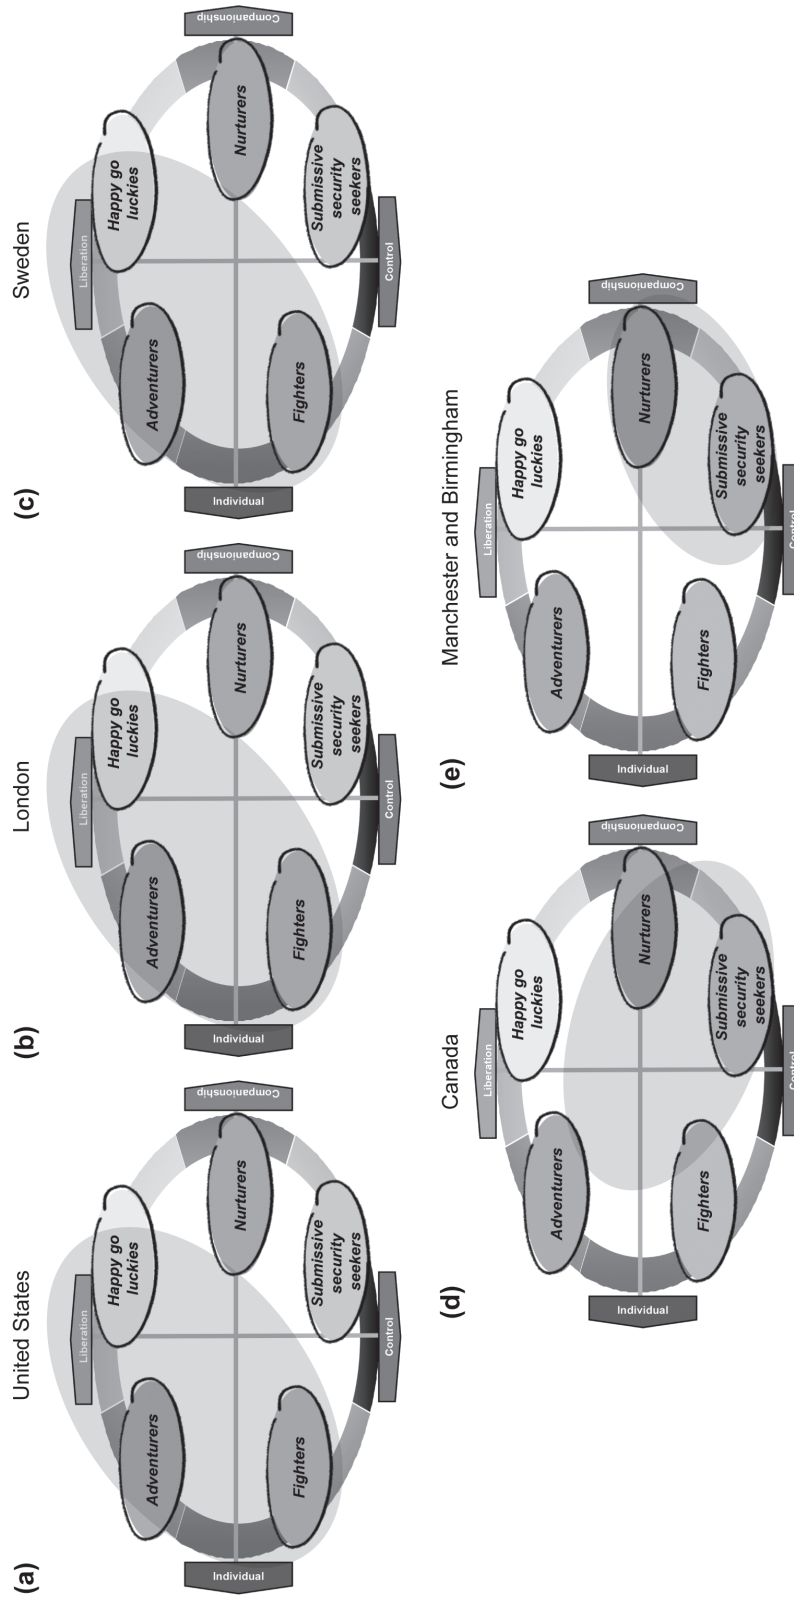 (a)
United States
Liberation
Happy go
luckies
Adventurers
Individual
Companionship
Nurturers
Fighters
Submissive
security
seekers
Control
(b)
London
Liberation
Happy go
luckies
Adventurers
Individual
Companionship
Nurturers
Fighters
Submissive
security
seekers
Control
(c)
Sweden
Liberation
Happy go
luckies
Adventurers
Individual
Companionship
Nurturers
Fighters
Submissive
security
seekers
Control
(d)
Canada
Liberation
Happy go
luckies
Adventurers
Individual
Companionship
Nurturers
Fighters
Submissive
security
seekers
Control
(e)
Manchester and Birmingham
Liberation
Happy go
luckies
Adventurers
Individual
Companionship
Nurturers
Fighters
Submissive
security
seekers
Control